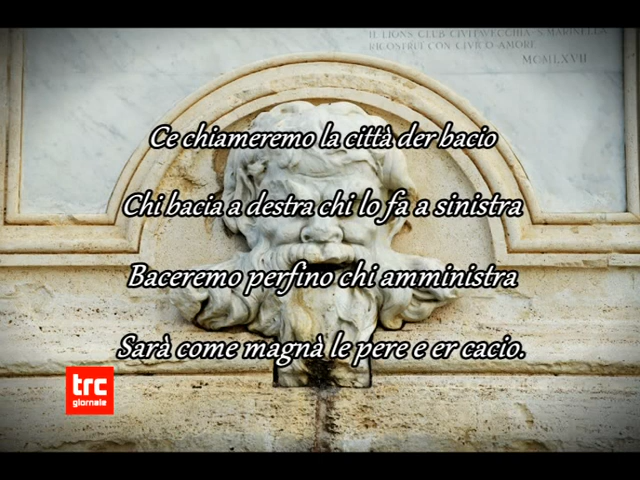 II LIONS CLUB CIVITAVECCHIA-S. MARINELLA
RICOSTRUÌ CON CIVICO AMORE
MCMLXVII
Ce chiameremo la città der bacio
Chi bacia a destra chi lo fa a sinistra
Baceremo perfino chi amministra
Sarà come magnà le pere e er cacio.
trc
giornale